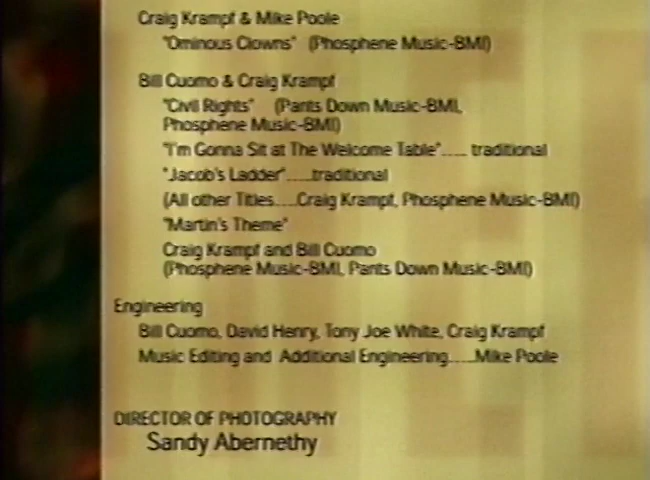 Craig Krampf & Mike Poole
"Ominous Clowns" (Phosphene Music-BMI)
Bill Cuomo & Craig Krampf
"Civil Rights" (Pants Down Music-BMI,
Phosphene Music-BMI)
"I'm Gonna Sit at The Welcome Table"..... traditional
"Jacob's Ladder".....traditional
(All other Titles.....Craig Krampf, Phosphene Music-BMI)
"Martin's Theme"
Craig Krampf and Bill Cuomo
(Phosphene Music-BMI, Pants Down Music-BMI)
Engineering
Bill Cuomo, David Henry, Tony Joe White, Craig Krampf
Music Editing and Additional Engineering.....Mike Poole
DIRECTOR OF PHOTOGRAPHY
Sandy Abernethy